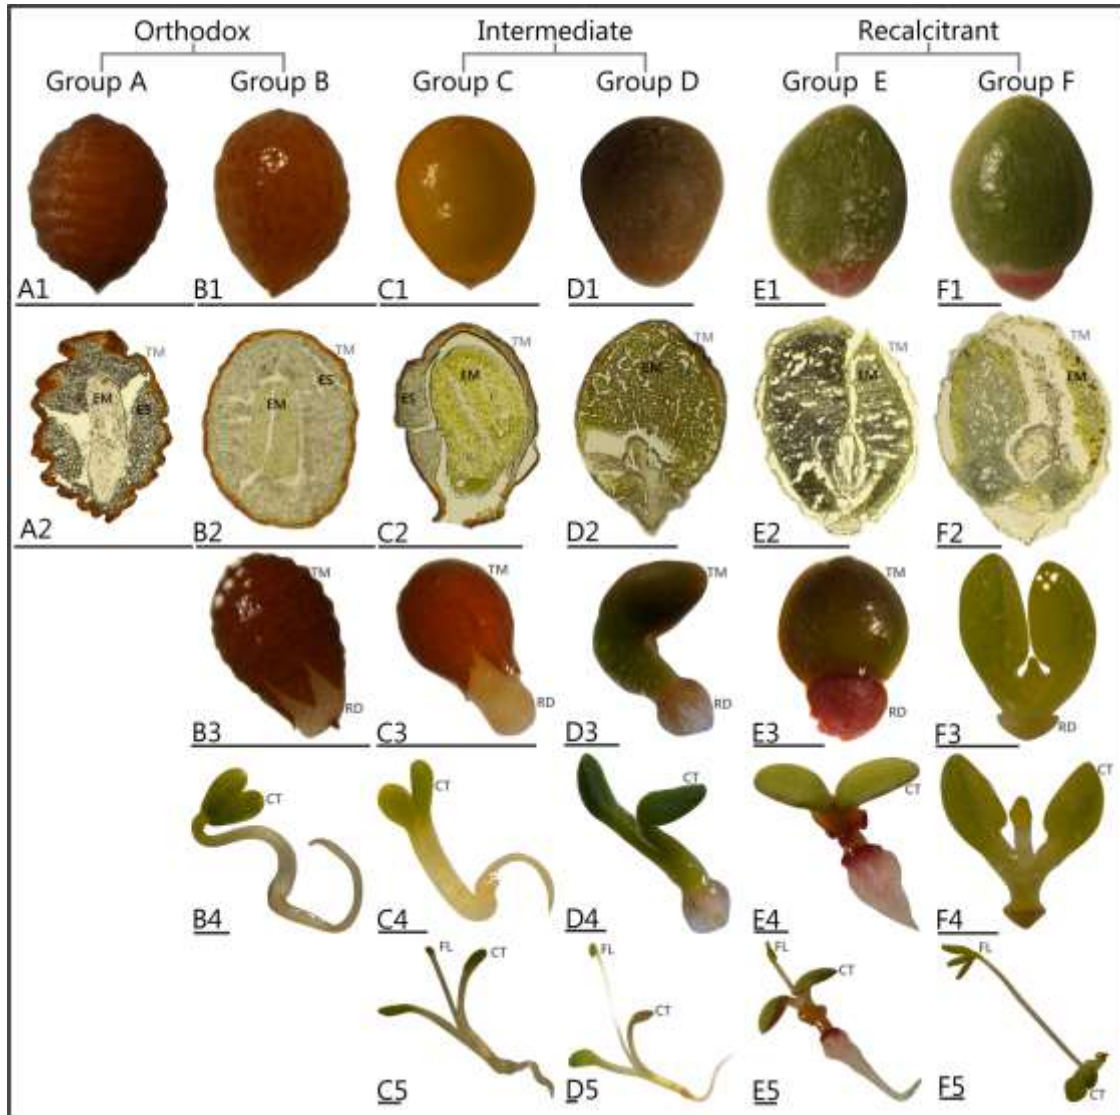 Orthodox Intermediate Recalcitrant
Group A Group B Group C Group D Group E Group F
A1 B1 C1 D1 E1 F1
TM TM TM EM TM TM
EM ES EM ES EM ES EM EM
A2 B2 C2 D2 E2 F2
TM TM TM TM
RD RD RD RD RD
B3 C3 D3 E3 F3
CT CT CT CT CT
B4 C4 D4 E4 F4
FL CT FL CT FL CT FL CT
C5 D5 E5 F5